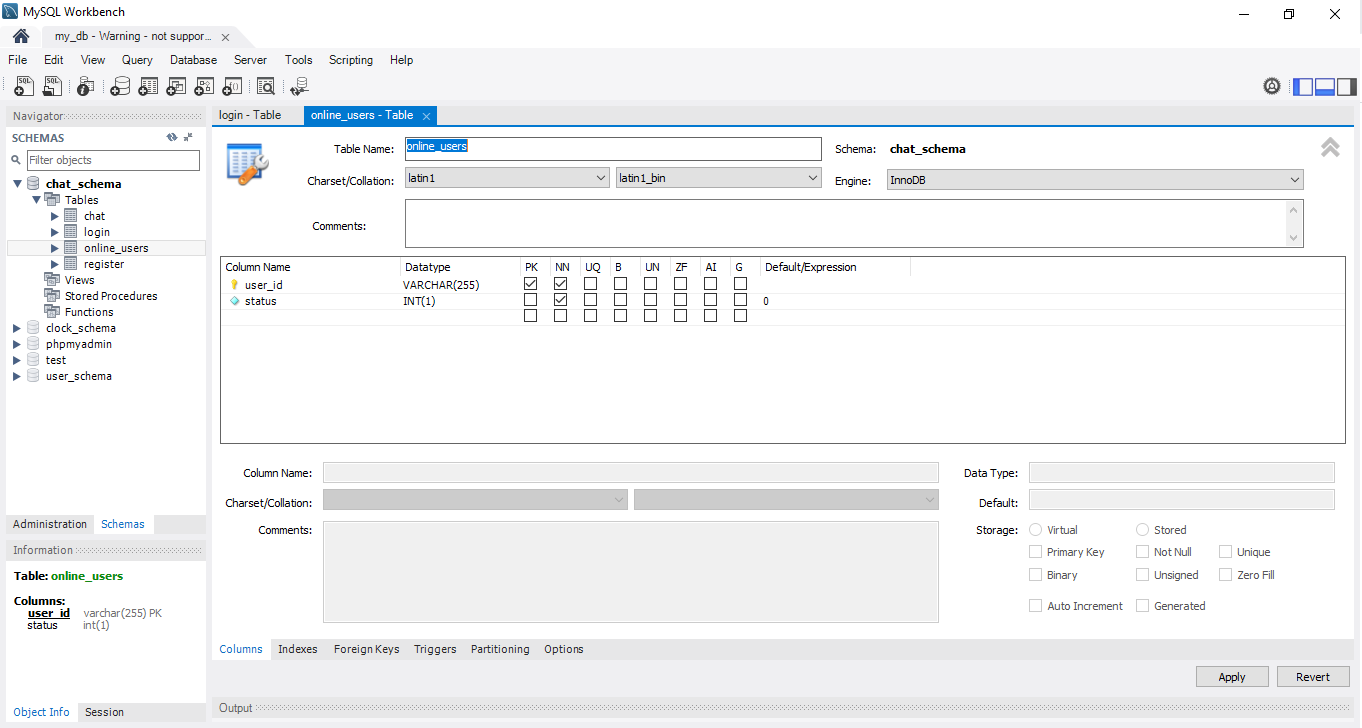 MySQL Workbench
my_db - Warning - not suppor...
File Edit View Query Database Server Tools Scripting Help
Navigator
SCHEMAS
Filter objects
chat_schema
Tables
chat
login
online_users
register
Views
Stored Procedures
Functions
clock_schema
phpmyadmin
test
user_schema
Administration Schemas
Information
Table: online_users
Columns:
user_id varchar(255) PK
status int(1)
Object Info Session
login - Table online_users - Table
Table Name: online_users Schema: chat_schema
Charset/Collation: latin1 latin1_bin Engine: InnoDB
Comments:
Column Name Datatype PK NN UQ B UN ZF AI G Default/Expression
user_id VARCHAR(255)
status INT(1) 0
Column Name: Data Type:
Charset/Collation: Default:
Comments: Storage: Virtual Stored
Primary Key Not Null Unique
Binary Unsigned Zero Fill
Auto Increment Generated
Columns Indexes Foreign Keys Triggers Partitioning Options
Apply Revert
Output